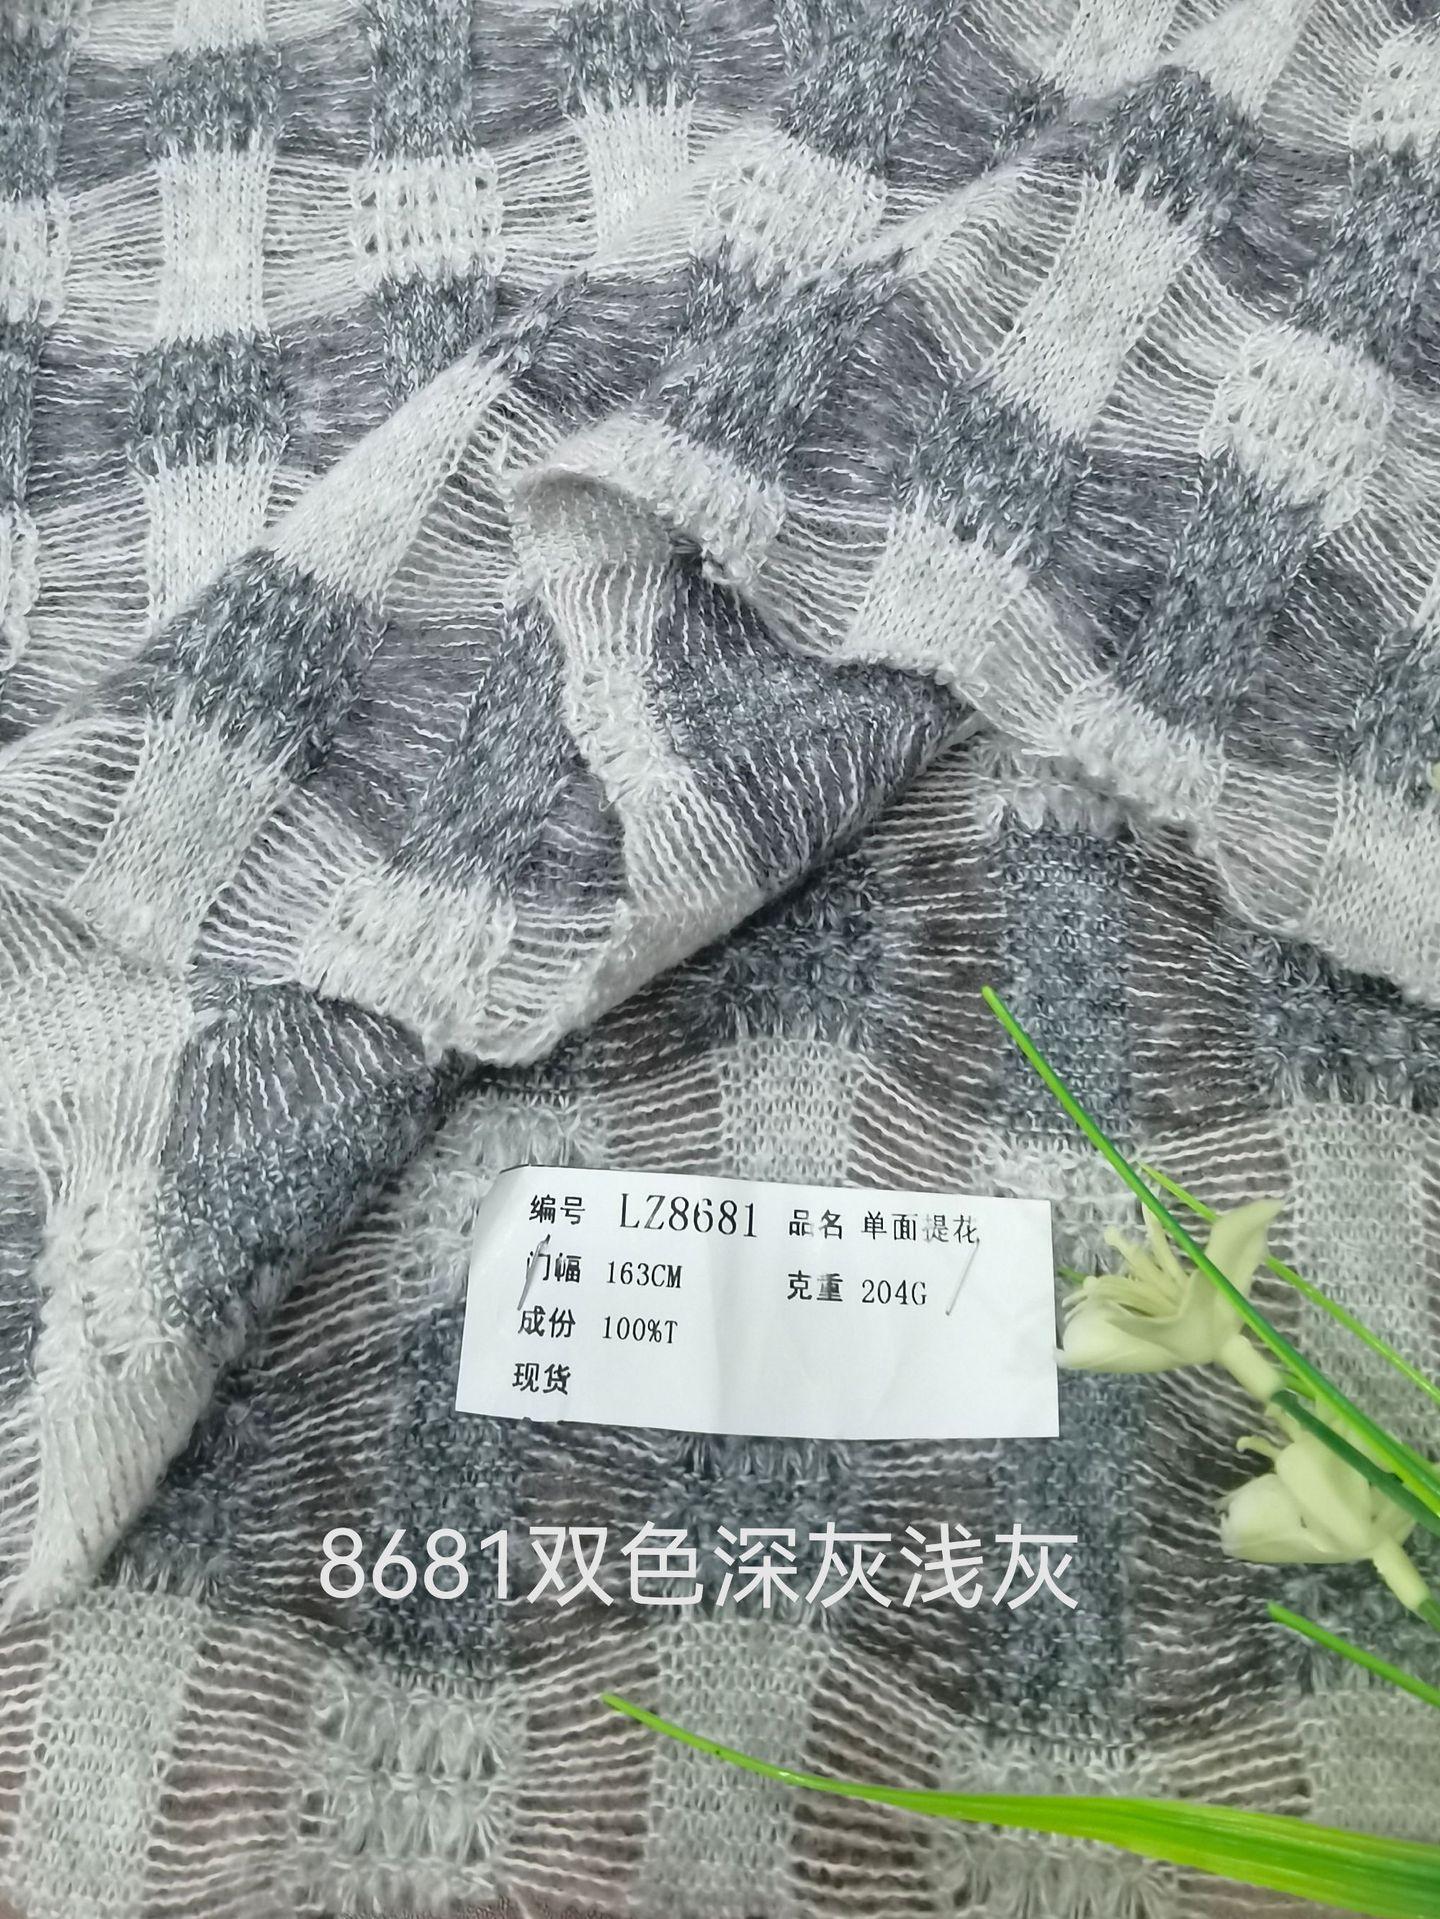 编号 LZ8681 品名 单面提花
门幅 163CM 克重 204G
成份 100%T
现货
8681双色深灰浅灰